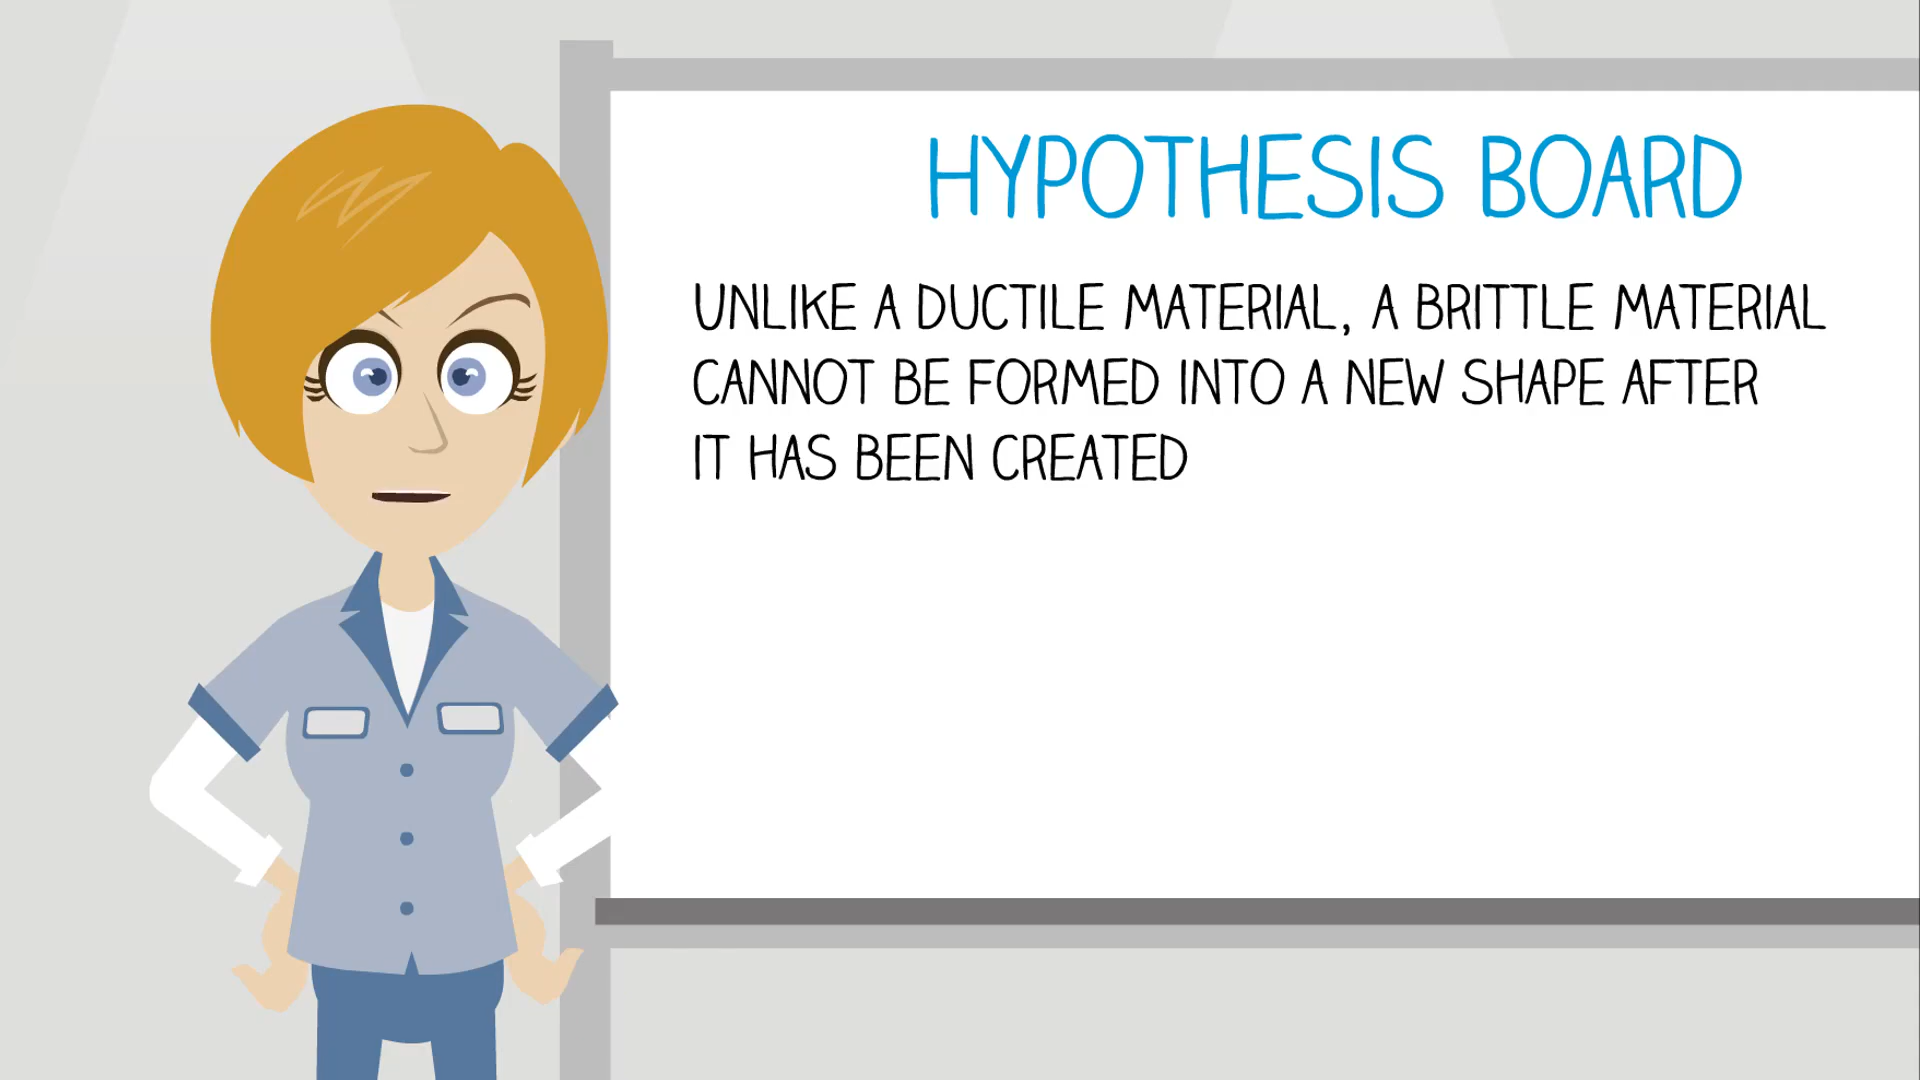 HYPOTHESIS BOARD
UNLIKE A DUCTILE MATERIAL, A BRITTLE MATERIAL
CANNOT BE FORMED INTO A NEW SHAPE AFTER
IT HAS BEEN CREATED